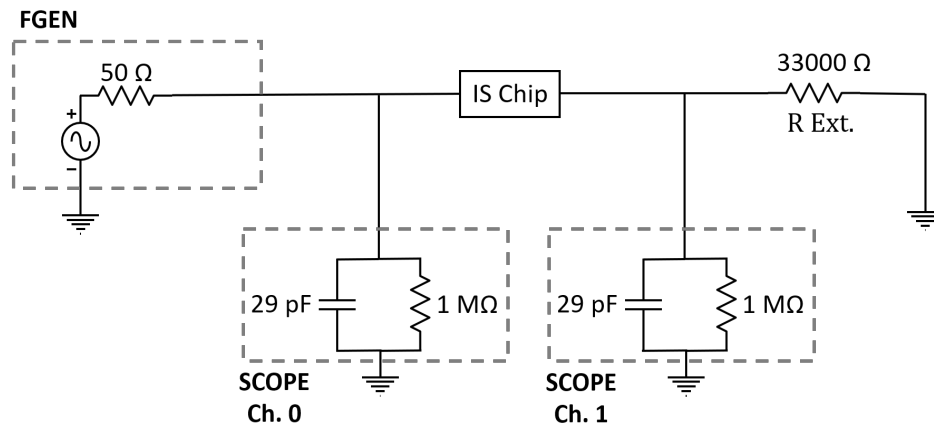 FGEN
50 Ω
33000 Ω
IS Chip
R Ext.
+
−
29 pF
1 MΩ
29 pF
1 MΩ
SCOPE
Ch. 0
SCOPE
Ch. 1